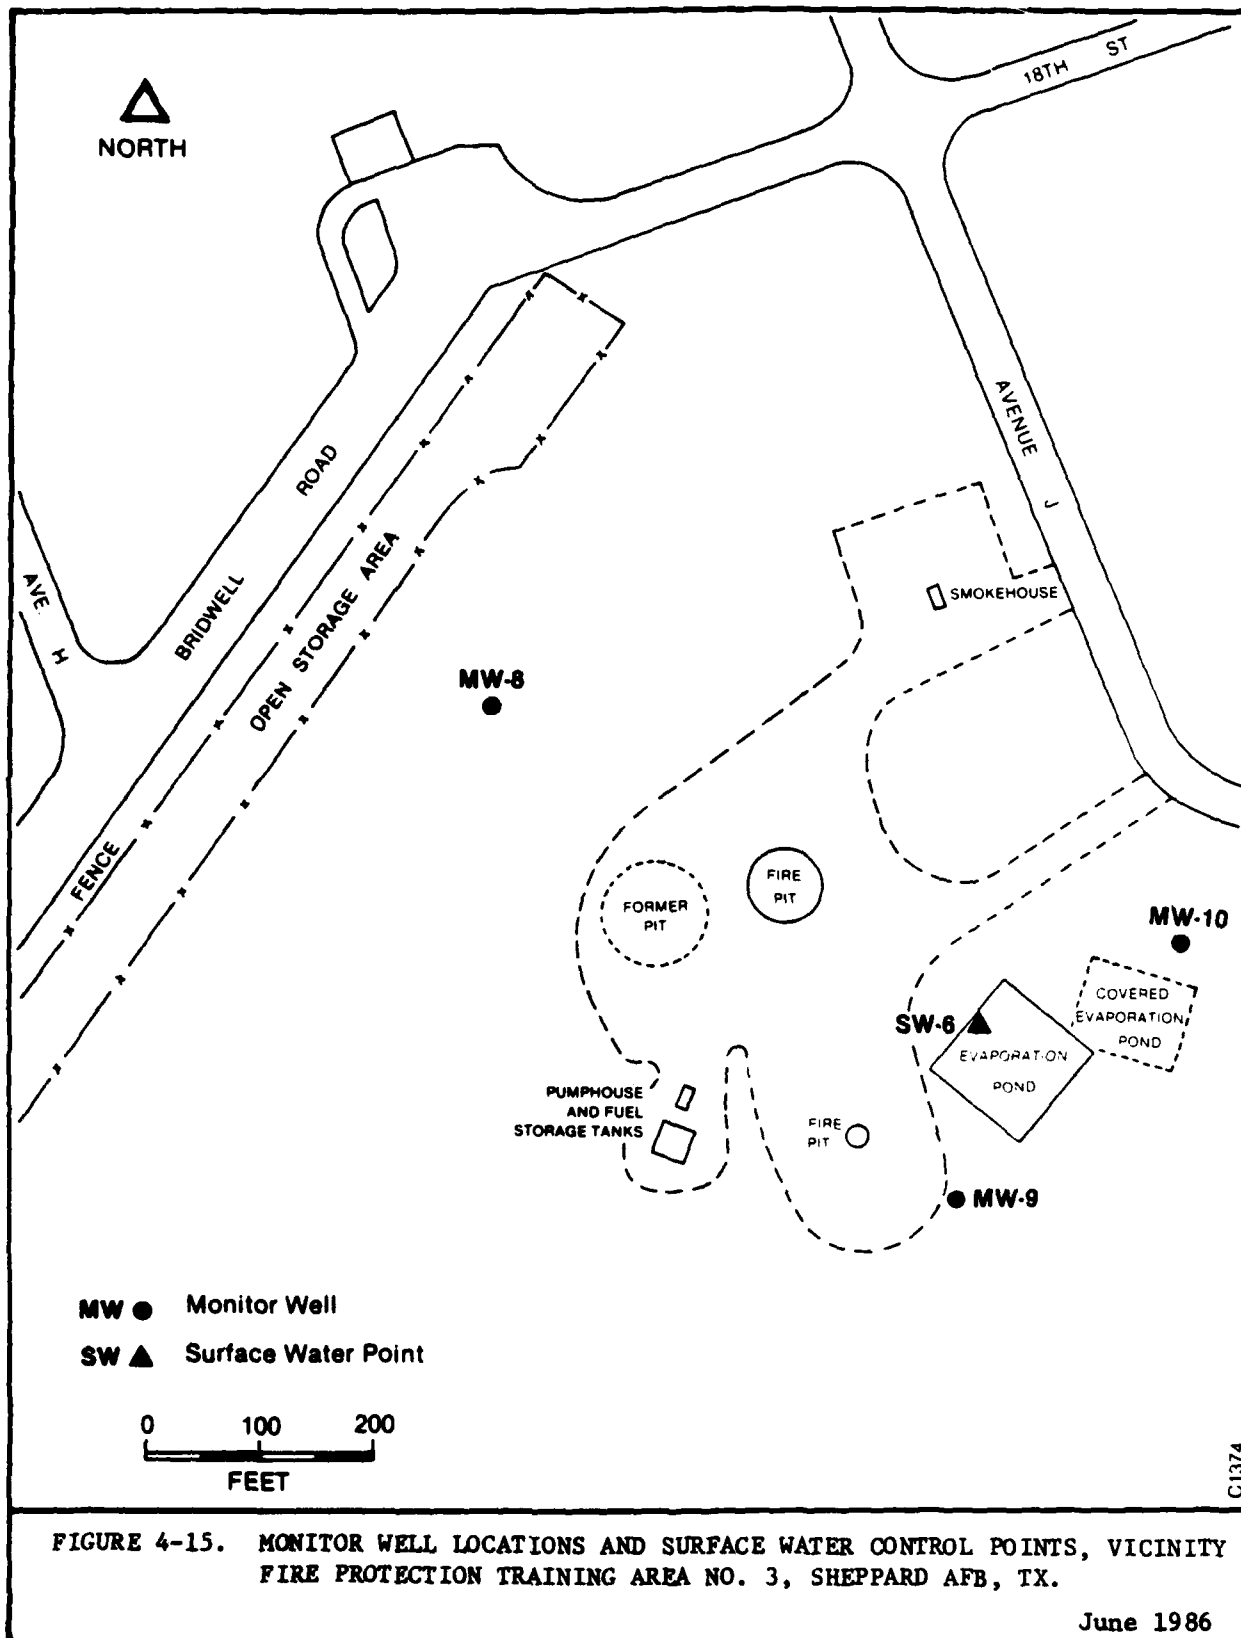 18TH ST
NORTH
AVENUE J
ROAD
BRIDWELL
OPEN STORAGE AREA
AVE. H
SMOKEHOUSE
MW-8
FENCE
FIRE
PIT
FORMER
PIT
MW-10
COVERED
EVAPORATION
POND
SW-6
EVAPORATION
POND
PUMPHOUSE
AND FUEL
STORAGE TANKS
FIRE
PIT
MW-9
MW Monitor Well
SW Surface Water Point
0 100 200
FEET
C1374
FIGURE 4-15. MONITOR WELL LOCATIONS AND SURFACE WATER CONTROL POINTS, VICINITY
FIRE PROTECTION TRAINING AREA NO. 3, SHEPPARD AFB, TX.
June 1986